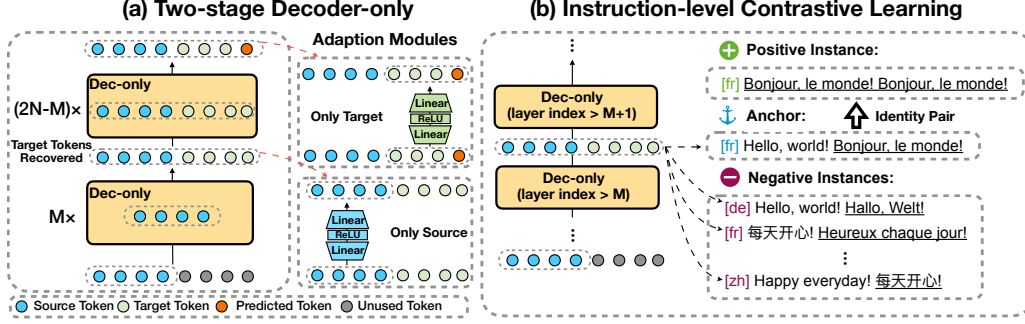 (a) Two-stage Decoder-only
Dec-only
(2N-M)×
Target Tokens
Recovered
Dec-only
M×
Adaption Modules
Only Target
Linear
ReLU
Linear
Linear
ReLU
Linear
Only Source
Source Token
Target Token
Predicted Token
Unused Token
(b) Instruction-level Contrastive Learning
Dec-only
(layer index > M+1)
Dec-only
(layer index > M)
Positive Instance:
[fr] Bonjour, le monde! Bonjour, le monde!
Anchor:
Identity Pair
[fr] Hello, world! Bonjour, le monde!
Negative Instances:
[de] Hello, world! Hallo, Welt!
[fr] 每天开心! Heureux chaque jour!
[zh] Happy everyday! 每天开心!